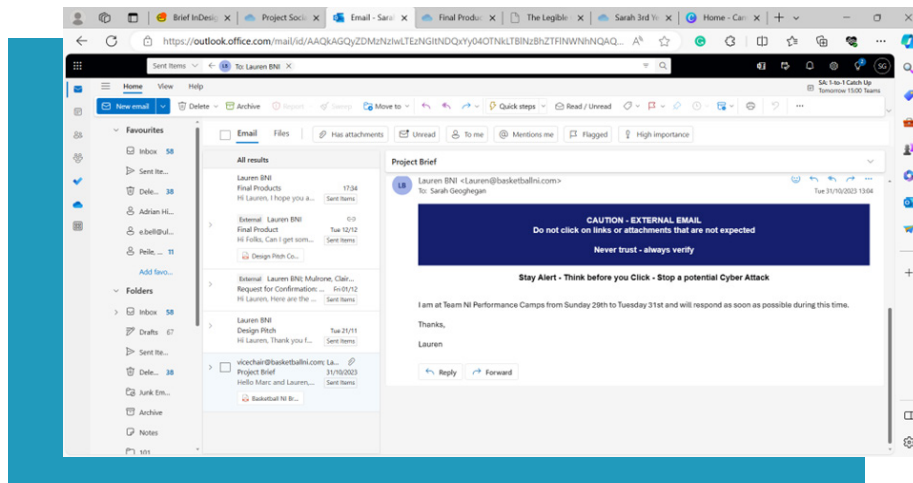 Brief InDesig
Project Socia
Email - Sara
Final Produc
The Legible
Sarah 3rd Ye
Home - Can
https://outlook.office.com/mail/id/
Sent Items
To: Lauren BNI
SG
Home View Help
SA: 1-to-1 Catch Up
Tomorrow 15:00 Teams
New email
Delete
Archive
Report
Sweep
Move to
Quick steps
Read / Unread
Favourites
Inbox 58
Sent Ite...
Dele... 38
Adrian Hi...
e.bell@ul...
Peile, ... 11
Add favo...
Folders
Inbox 58
Drafts 67
Sent Ite...
Dele... 38
Junk Em...
Archive
Notes
101
Email Files Has attachments Unread To me Mentions me Flagged High importance
All results
Lauren BNI
Final Products 17:34
Hi Lauren, I hope you a... Sent Items
External Lauren BNI
Final Product Tue 12/12
Hi Folks, Can I get som... Sent Items
Design Pitch Co...
External Lauren BNI; Mulrone, Clair...
Request for Confirmation: ... Fri 01/12
Hi Lauren, Here are the ... Sent Items
Lauren BNI
Design Pitch Tue 21/11
Hi Lauren, Thank you f... Sent Items
vicechair@basketballni.com; La...
Project Brief 31/10/2023
Hello Marc and Lauren,... Sent Items
Basketball NI Br...
Project Brief
LB
Lauren BNI <Lauren@basketballni.com>
To: Sarah Geoghegan
Tue 31/10/2023 13:04
CAUTION - EXTERNAL EMAIL
Do not click on links or attachments that are not expected
Never trust - always verify
Stay Alert - Think before you Click - Stop a potential Cyber Attack
I am at Team NI Performance Camps from Sunday 29th to Tuesday 31st and will respond as soon as possible during this time.
Thanks,
Lauren
Reply Forward